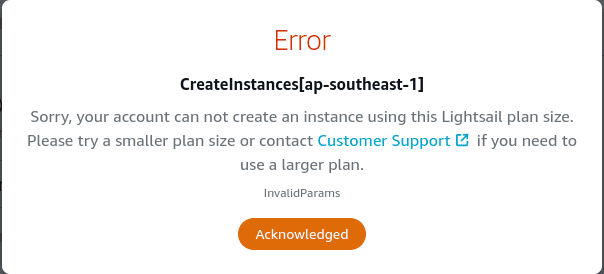 Error
CreateInstances[ap-southeast-1]
Sorry, your account can not create an instance using this Lightsail plan size.
Please try a smaller plan size or contact Customer Support if you need to
use a larger plan.
InvalidParams
Acknowledged